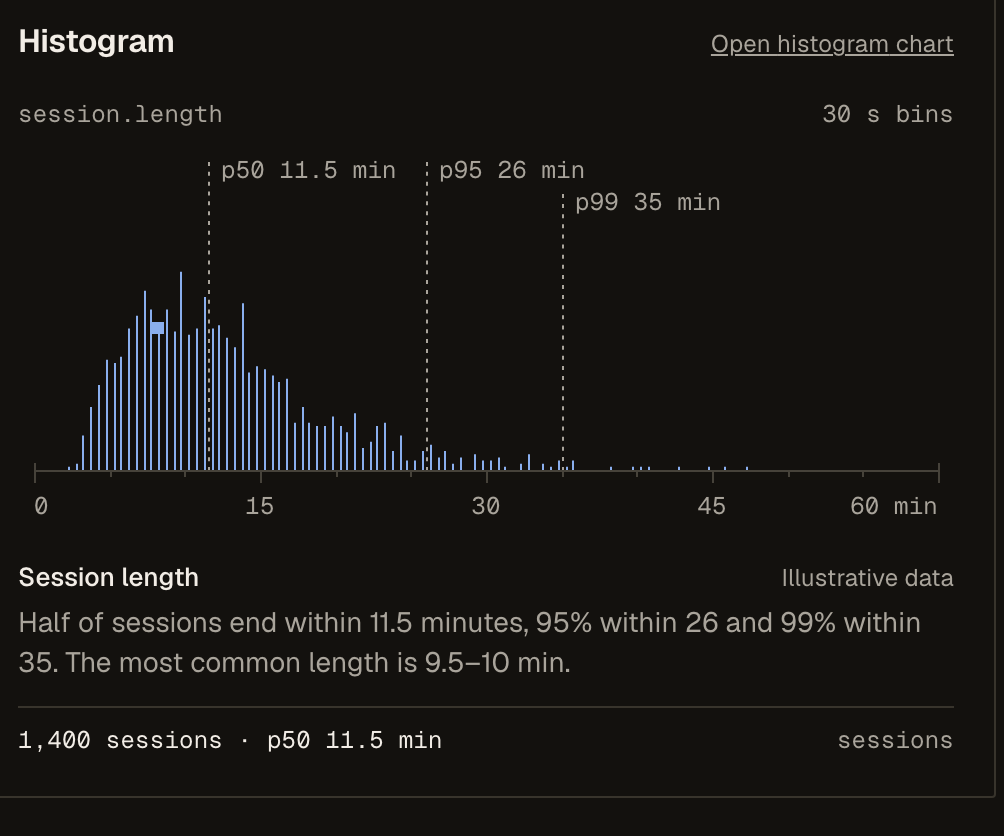 Histogram
Open histogram chart
session.length
30 s bins
p50 11.5 min
p95 26 min
p99 35 min
0
15
30
45
60 min
Session length
Illustrative data
Half of sessions end within 11.5 minutes, 95% within 26 and 99% within
35. The most common length is 9.5–10 min.
1,400 sessions · p50 11.5 min
sessions